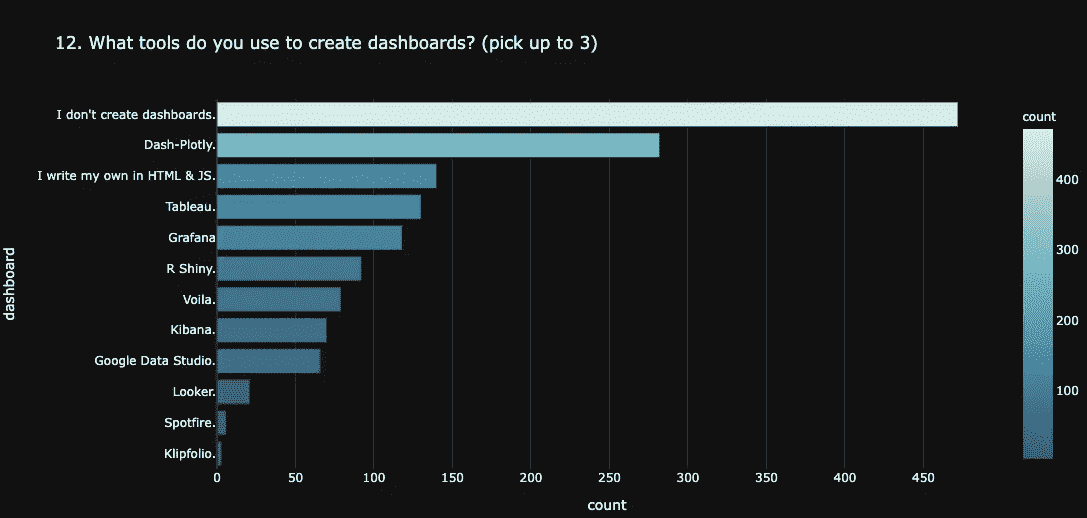 12. What tools do you use to create dashboards? (pick up to 3)
I don't create dashboards.
Dash-Plotly.
I write my own in HTML & JS.
Tableau.
Grafana
R Shiny.
Voila.
Kibana.
Google Data Studio.
Looker.
Spotfire.
Klipfolio.
dashboard
0 50 100 150 200 250 300 350 400 450
count
count
400
300
200
100